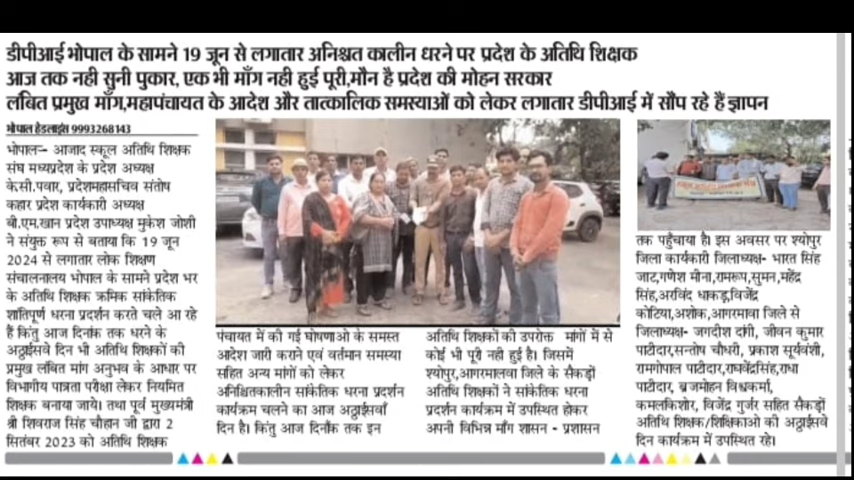 डीपीआई भोपाल के सामने 19 जून से लगातार अनिश्चत कालीन धरने पर प्रदेश के अतिथि शिक्षक
आज तक नही सुनी पुकार, एक भी माँग नही हुई पूरी,मौन है प्रदेश की मोहन सरकार
लंबित प्रमुख माँग,महापंचायत के आदेश और तात्कालिक समस्याओं को लेकर लगातार डीपीआई में सौंप रहे हैं ज्ञापन
भोपाल हेडलाइंस 9993268143
भोपाल:- आजाद स्कूल अतिथि शिक्षक
संघ मध्यप्रदेश के प्रदेश अध्यक्ष
के.सी.पवार, प्रदेशमहासचिव संतोष
कहार प्रदेश कार्यकारी अध्यक्ष
बी.एम.खान प्रदेश उपाध्यक्ष मुकेश जोशी
ने संयुक्त रूप से बताया कि 19 जून
2024 से लगातार लोक शिक्षण
संचालनालय भोपाल के सामने प्रदेश भर
के अतिथि शिक्षक क्रमिक सांकेतिक
शांतिपूर्ण धरना प्रदर्शन करते चले आ रहे
हैं किंतु आज दिनांक तक धरने के
अठ्ठाईसवे दिन भी अतिथि शिक्षकों की
प्रमुख लंबित मांग अनुभव के आधार पर
विभागीय पात्रता परीक्षा लेकर नियमित
शिक्षक बनाया जाये। तथा पूर्व मुख्यमंत्री
श्री शिवराज सिंह चौहान जी द्वारा 2
सितंबर 2023 को अतिथि शिक्षक
पंचायत में की गई घोषणाओ के समस्त
आदेश जारी कराने एवं वर्तमान समस्या
सहित अन्य मांगों को लेकर
अनिश्चितकालीन सांकेतिक धरना प्रदर्शन
कार्यक्रम चलने का आज अठ्ठाईसवाँ
दिन है। किंतु आज दिनाँक तक इन
अतिथि शिक्षकों की उपरोक्त मांगों में से
कोई भी पूरी नही हुई है। जिसमें
श्योपुर,आगरमालवा जिले के सैकड़ों
अतिथि शिक्षकों ने सांकेतिक धरना
प्रदर्शन कार्यक्रम में उपस्थित होकर
अपनी विभिन्न माँग शासन - प्रशासन
तक पहुँचाया है। इस अवसर पर श्योपुर
जिला कार्यकारी जिलाध्यक्ष- भारत सिंह
जाट,गणेश मीना,रामरूप,सुमन,महेंद्र
सिंह,अरविंद धाकड़,विजेंद्र
कोटिया,अशोक,आगरमावा जिले से
जिलाध्यक्ष- जगदीश दांगी, जीवन कुमार
पाटीदार,सन्तोष चौधरी, प्रकाश सूर्यवंशी,
रामगोपाल पाटीदार,राघवेंद्रसिंह,राधा
पाटीदार, ब्रजमोहन विश्वकर्मा,
कमलकिशोर, विजेंद्र गुर्जर सहित सैकड़ों
अतिथि शिक्षक/शिक्षिकाओ की अठ्ठाईसवे
दिन कार्यक्रम में उपस्थित रहे।